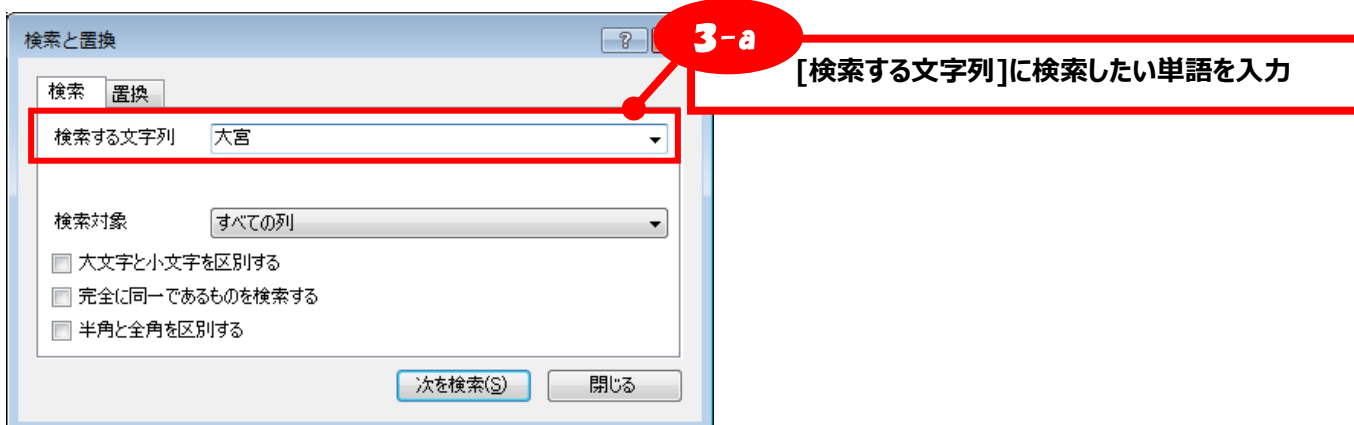 検索と置換
?
3-a
[検索する文字列]に検索したい単語を入力
検索 置換
検索する文字列 大宮
検索対象 すべての列
大文字と小文字を区別する
完全に同一であるものを検索する
半角と全角を区別する
次を検索(S) 閉じる